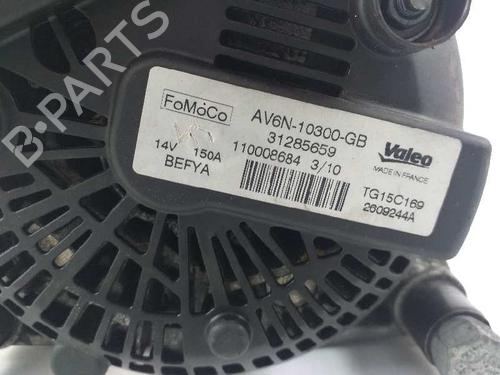 B-PARTS
FoMoCo
AV6N-10300-GB
31285659
14V 150A
110008684 3/10
BEFYA
Valeo
MADE IN FRANCE
TG15C169
2609244A